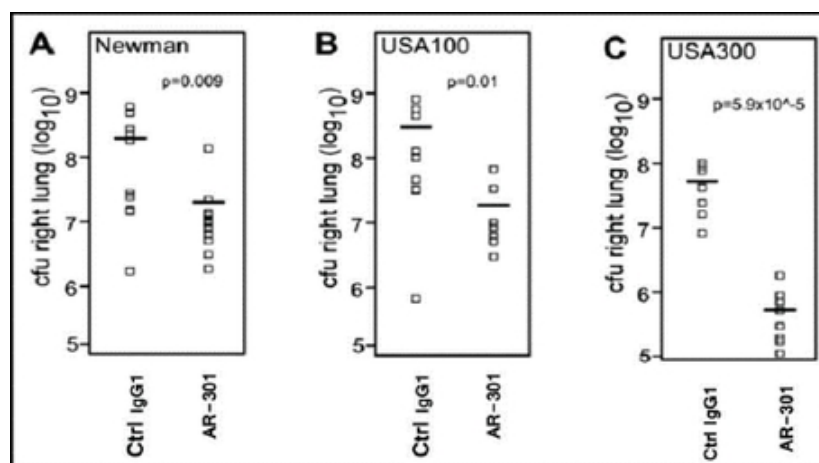 A Newman
p=0.009
cfu right lung (log10)
9
8
7
6
5
Ctrl IgG1
AR-301
B USA100
p=0.01
cfu right lung (log10)
9
8
7
6
5
Ctrl IgG1
AR-301
C USA300
p=5.9x10^-5
cfu right lung (log10)
9
8
7
6
5
Ctrl IgG1
AR-301